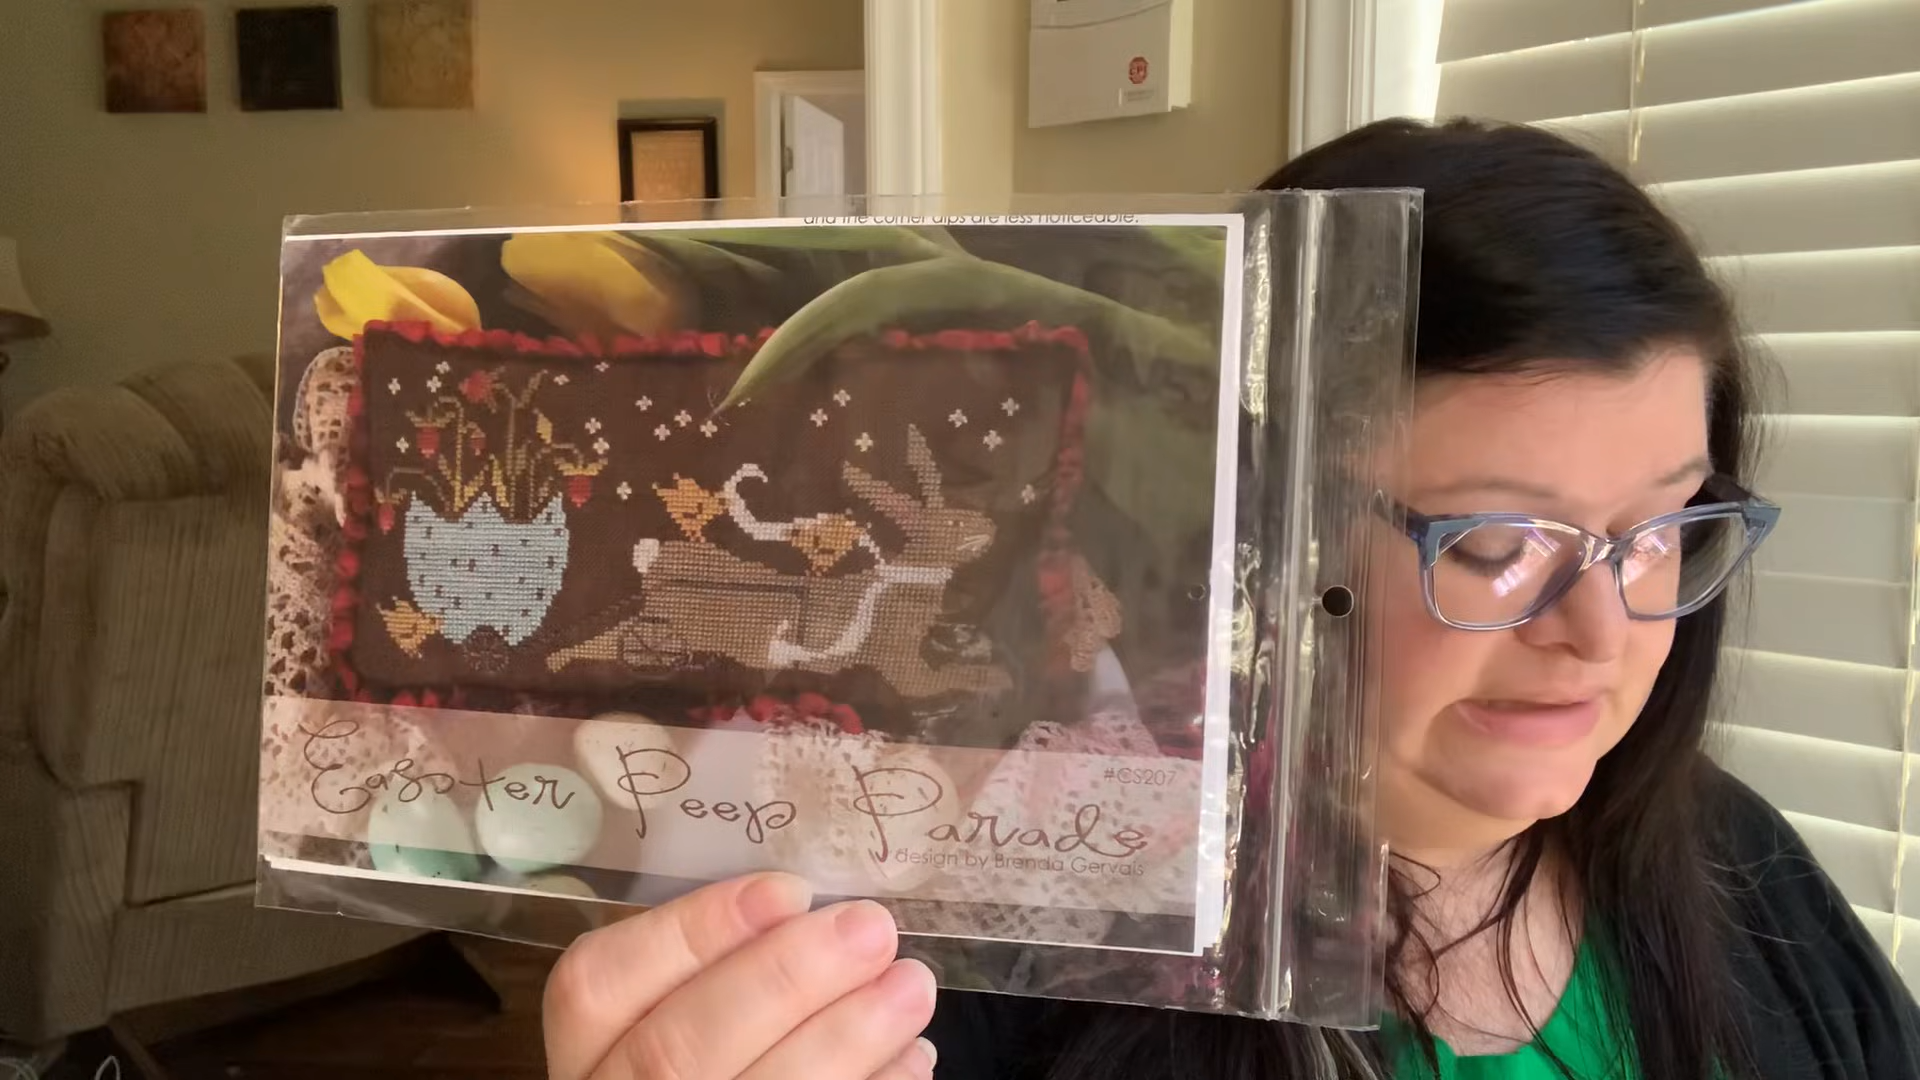 and the corner dips are less noticeable.
Easter Peep Parade
#CS207
design by Brenda Gervais